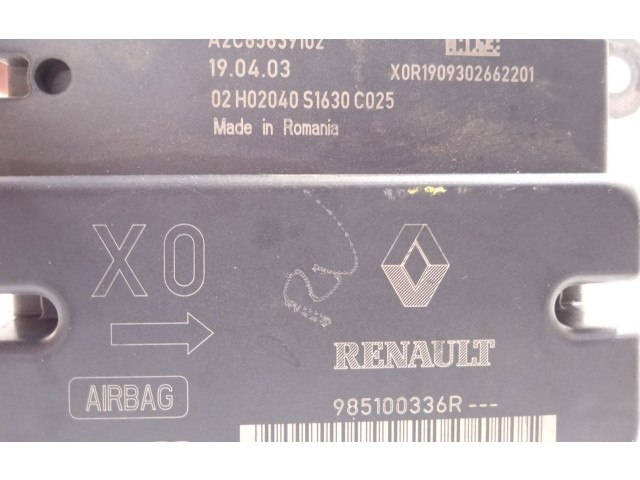 19.04.03
X0R1909302662201
02 H02040 S1630 C025
Made in Romania
X0
RENAULT
AIRBAG
985100336R ---